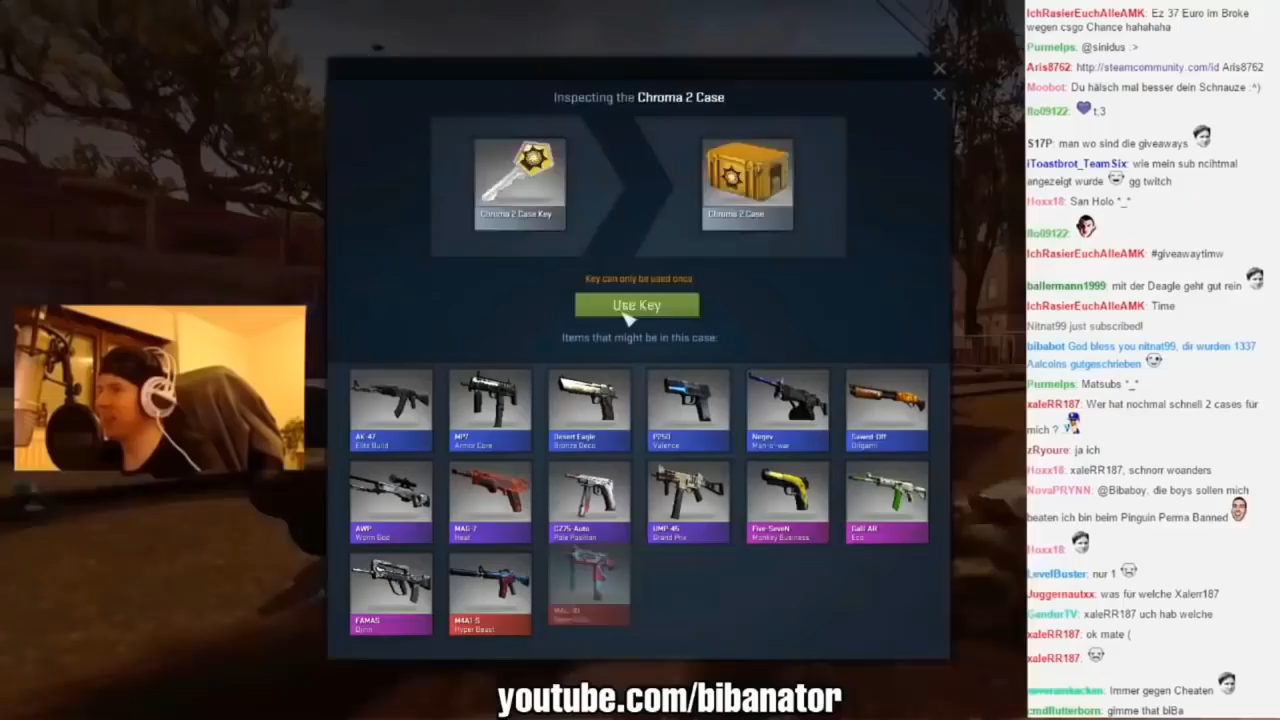 Inspecting the Chroma 2 Case
Chroma 2 Case Key
Chroma 2 Case
Key can only be used once
Use Key
Items that might be in this case:
AK-47
Elite Build
MP7
Armor Core
Desert Eagle
Bronze Deco
P250
Valence
Negev
Man-o'-war
Sawed-Off
Origami
AWP
Worm God
MAG-7
Heat
CZ75-Auto
Pole Position
UMP-45
Grand Prix
Five-SeveN
Monkey Business
Galil AR
Eco
FAMAS
Djinn
M4A1-S
Hyper Beast
MAC-10
youtube.com/bibanator
IchRasierEuchAlleAMK: Ez 37 Euro im Broke
wegen csgo Chance hahahaha
Purmelps: @sinidus :>
Aris8762: http://steamcommunity.com/id Aris8762
Moobot: Du hälsch mal besser dein Schnauze :^)
flo09122: t;3
S17P: man wo sind die giveaways
iToastbrot_TeamSix: wie mein sub ncihtmal
angezeigt wurde gg twitch
Hoxx18: San Holo *_*
flo09122:
IchRasierEuchAlleAMK: #giveawaytimw
ballermann1999: mit der Deagle geht gut rein
IchRasierEuchAlleAMK: Time
Nitnat99 just subscribed!
bibabot God bless you nitnat99, dir wurden 1337
Aalcoins gutgeschrieben
Purmelps: Matsubs *_*
xaleRR187: Wer hat nochmal schnell 2 cases für
mich ?
zRyoure: ja ich
Hoxx18: xaleRR187, schnorr woanders
NovaPRYNN: @Bibaboy, die boys sollen mich
beaten ich bin beim Pinguin Perma Banned
Hoxx18:
LevelBuster: nur 1
Juggernautxx: was für welche Xalerr187
GandurTV: xaleRR187 uch hab welche
xaleRR187: ok mate (
xaleRR187:
Immer gegen Cheaten
cmdflutterborn: gimme that biBa